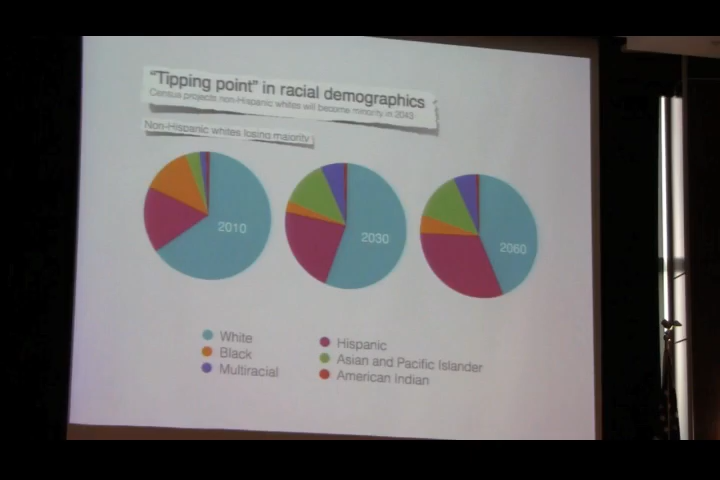 "Tipping point" in racial demographics
Census projects non-Hispanic whites will become minority in 2043
Non-Hispanic whites losing majority
2010
2030
2060
White
Black
Multiracial
Hispanic
Asian and Pacific Islander
American Indian